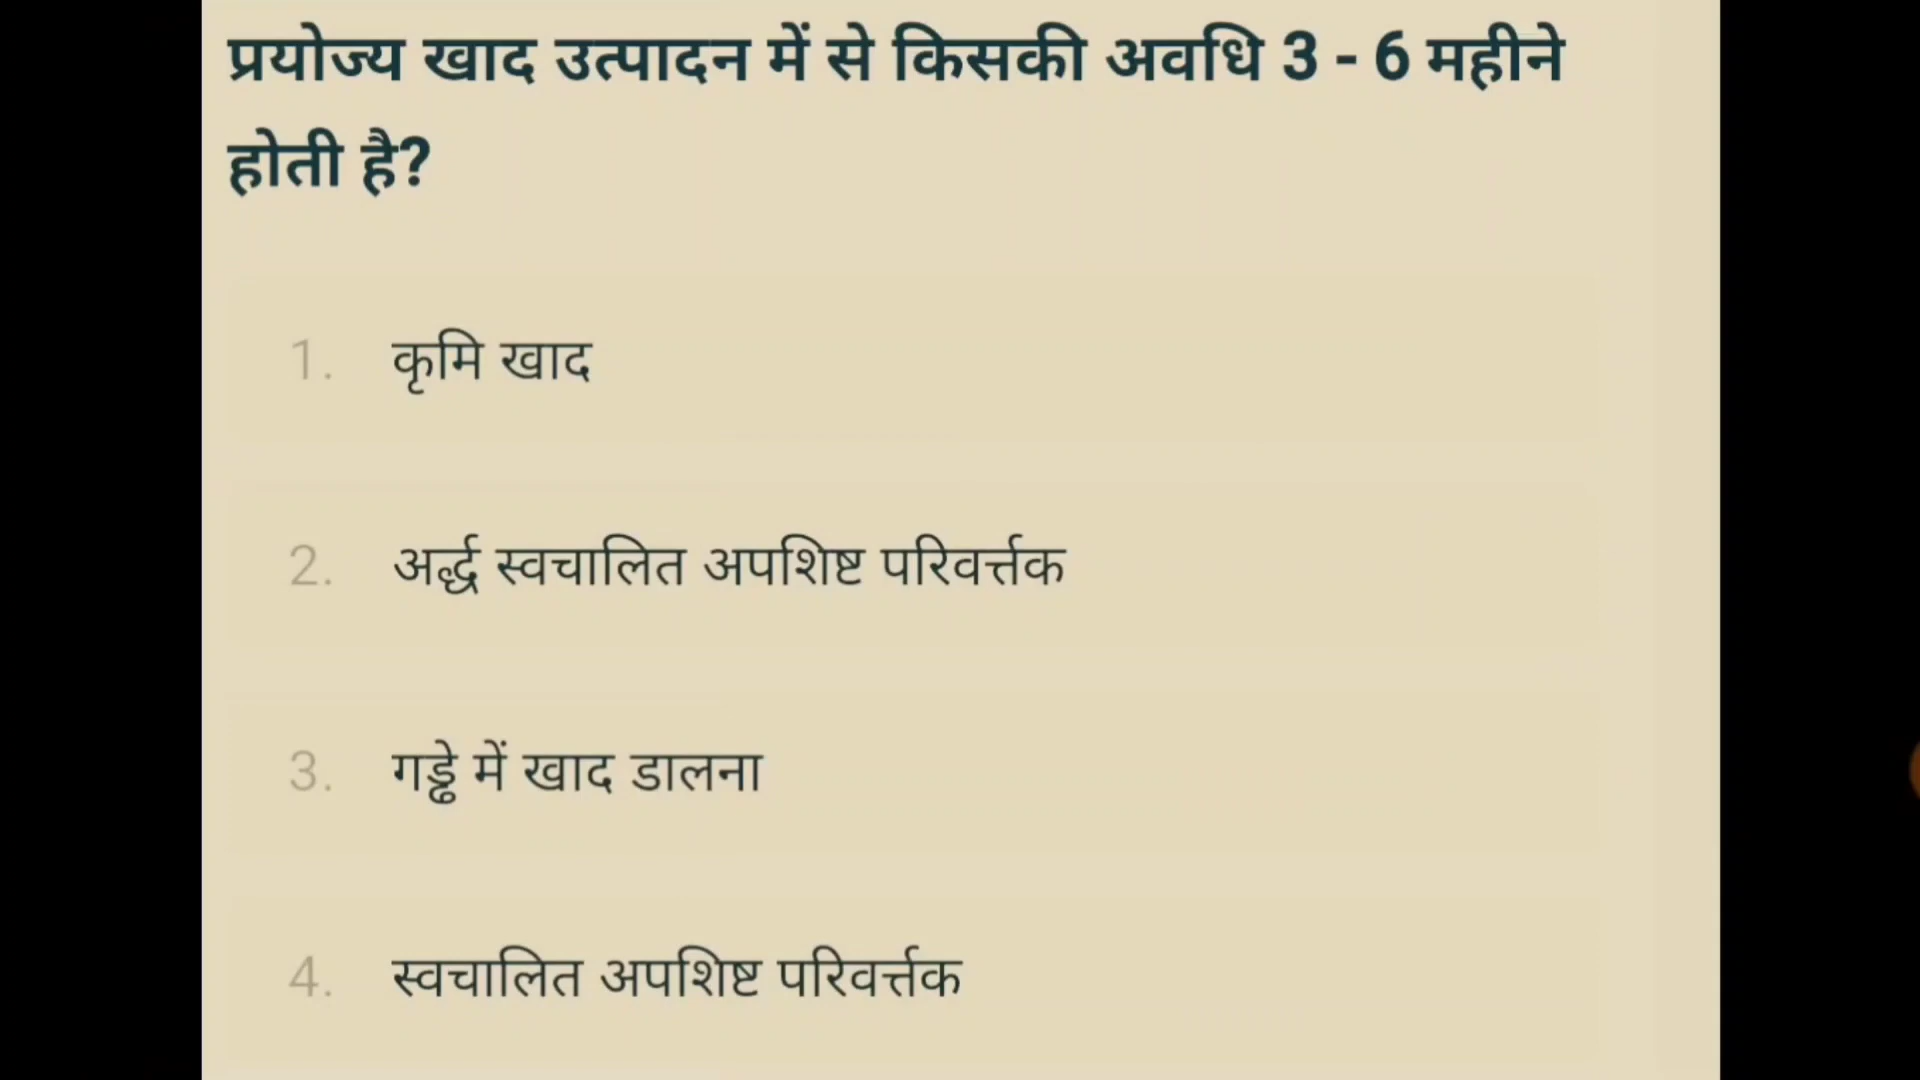 प्रयोज्य खाद उत्पादन में से किसकी अवधि 3 - 6 महीने
होती है?
1. कृमि खाद
2. अर्द्ध स्वचालित अपशिष्ट परिवर्त्तक
3. गड्ढे में खाद डालना
4. स्वचालित अपशिष्ट परिवर्त्तक